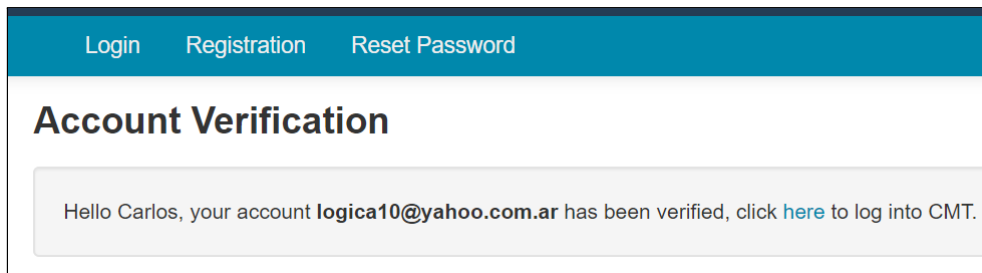 Login Registration Reset Password
Account Verification
Hello Carlos, your account logica10@yahoo.com.ar has been verified, click here to log into CMT.